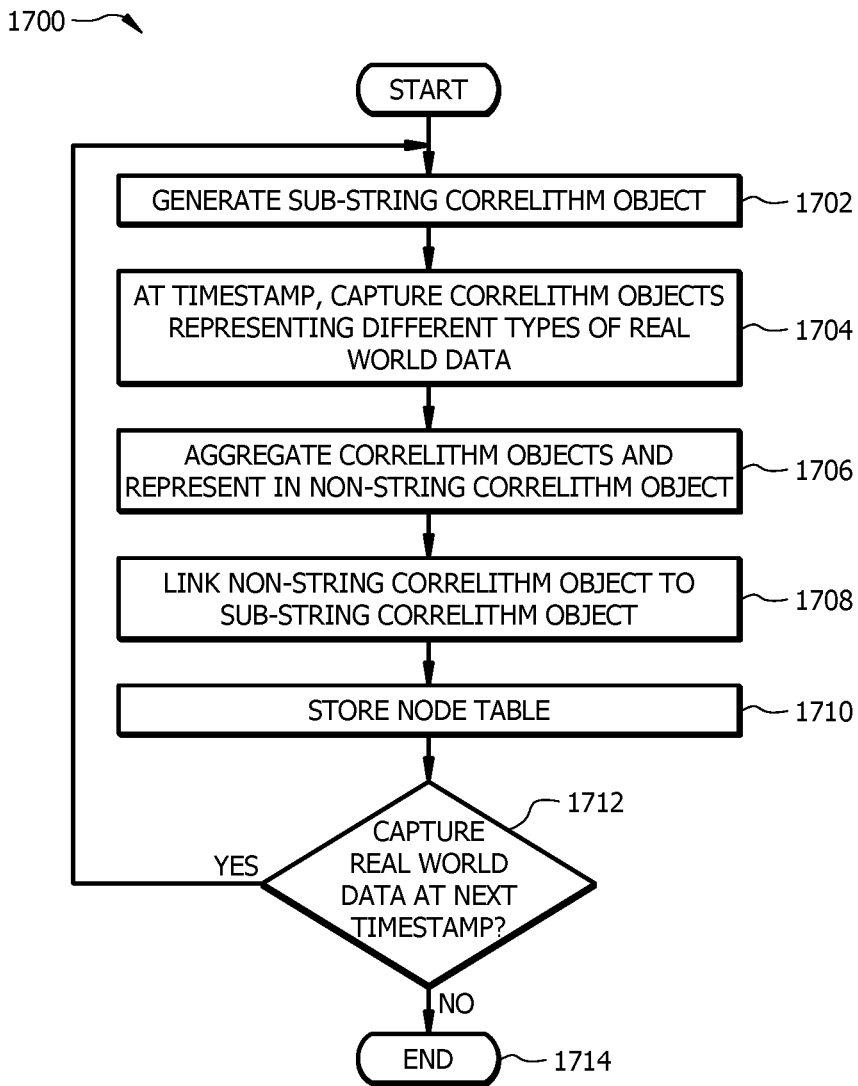 1700
START
GENERATE SUB-STRING CORRELITHM OBJECT
1702
AT TIMESTAMP, CAPTURE CORRELITHM OBJECTS
REPRESENTING DIFFERENT TYPES OF REAL
WORLD DATA
1704
AGGREGATE CORRELITHM OBJECTS AND
REPRESENT IN NON-STRING CORRELITHM OBJECT
1706
LINK NON-STRING CORRELITHM OBJECT TO
SUB-STRING CORRELITHM OBJECT
1708
STORE NODE TABLE
1710
1712
CAPTURE
REAL WORLD
DATA AT NEXT
TIMESTAMP?
YES
NO
END
1714